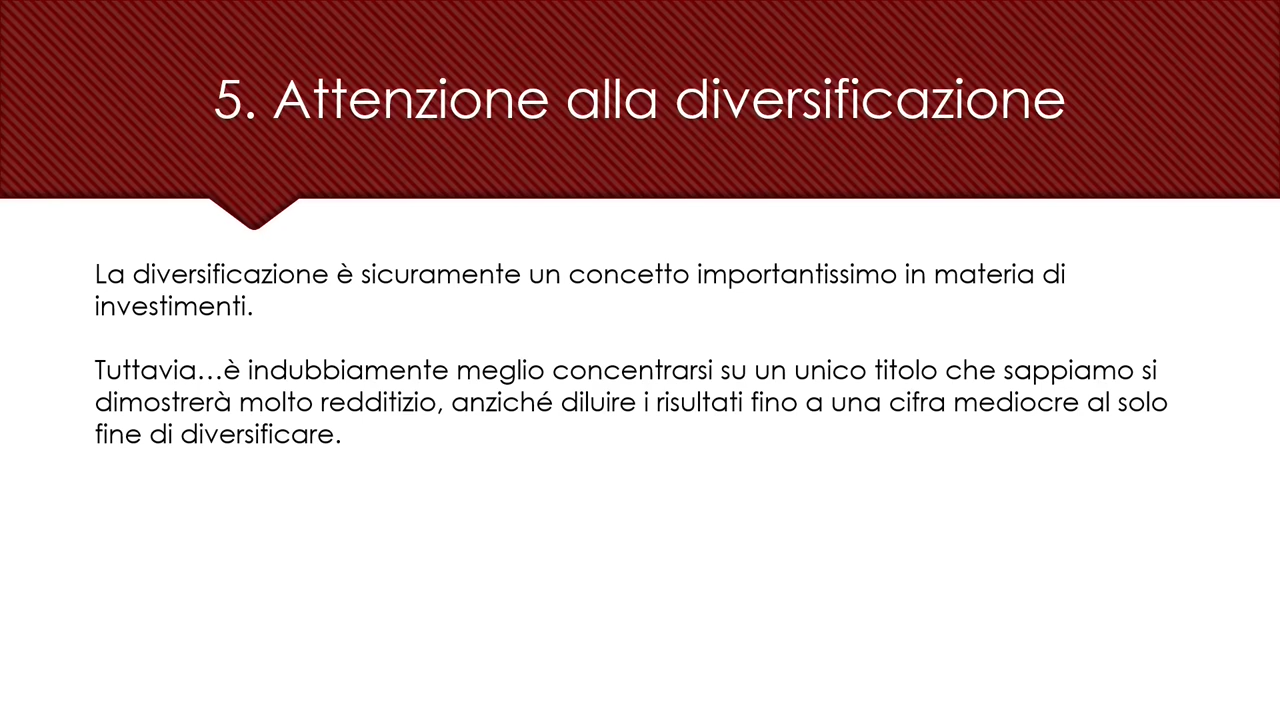 5. Attenzione alla diversificazione
La diversificazione è sicuramente un concetto importantissimo in materia di
investimenti.
Tuttavia…è indubbiamente meglio concentrarsi su un unico titolo che sappiamo si
dimostrerà molto redditizio, anziché diluire i risultati fino a una cifra mediocre al solo
fine di diversificare.